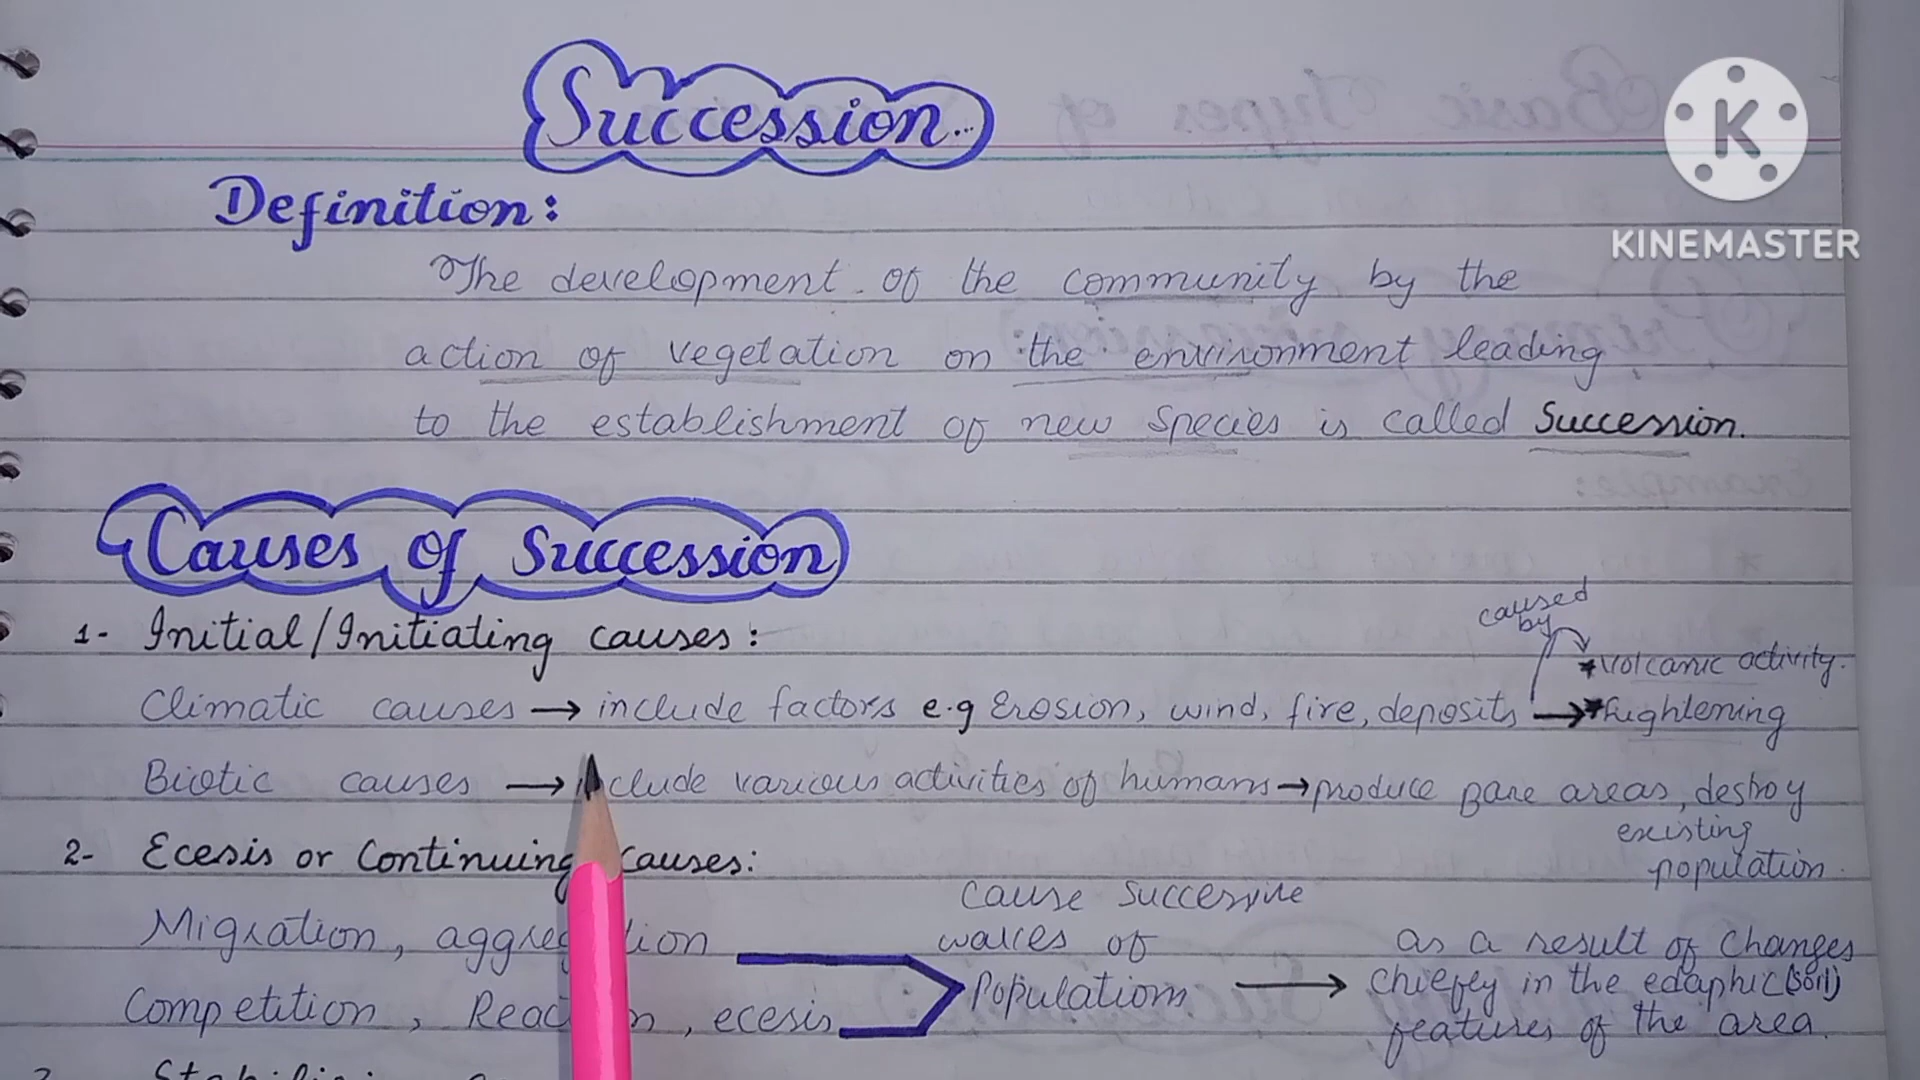 Succession...
Definition:
The development of the community by the
action of vegetation on the environment leading
to the establishment of new species is called Succession.
Causes of Succession
1- Initial/Initiating causes:
caused by
*volcanic activity.
Climatic causes → include factors e.g Erosion, wind, fire, deposits → *lightening
Biotic causes → include various activities of humans → produce bare areas, destroy
existing
population.
2- Ecesis or Continuing causes:
Migration, aggregation
Competition, Reaction, ecesis
cause successive
waves of
Populations →
as a result of changes
chiefly in the edaphic(soil)
features of the area.
K
KINEMASTER